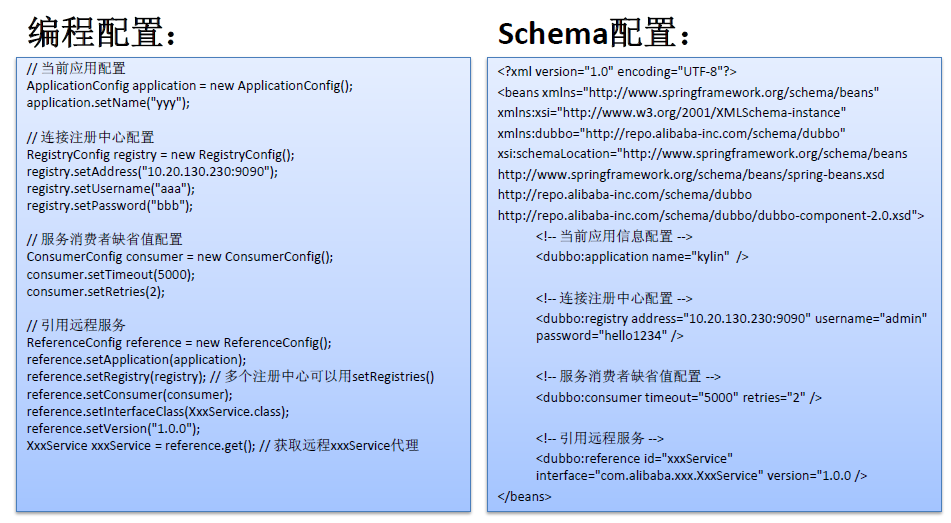 编程配置：
// 当前应用配置
ApplicationConfig application = new ApplicationConfig();
application.setName("yyy");
// 连接注册中心配置
RegistryConfig registry = new RegistryConfig();
registry.setAddress("10.20.130.230:9090");
registry.setUsername("aaa");
registry.setPassword("bbb");
// 服务消费者缺省值配置
ConsumerConfig consumer = new ConsumerConfig();
consumer.setTimeout(5000);
consumer.setRetries(2);
// 引用远程服务
ReferenceConfig reference = new ReferenceConfig();
reference.setApplication(application);
reference.setRegistry(registry); // 多个注册中心可以用setRegistries()
reference.setConsumer(consumer);
reference.setInterfaceClass(XxxService.class);
reference.setVersion("1.0.0");
XxxService xxxService = reference.get(); // 获取远程xxxService代理
Schema配置：
<?xml version="1.0" encoding="UTF-8"?>
<beans xmlns="http://www.springframework.org/schema/beans"
xmlns:xsi="http://www.w3.org/2001/XMLSchema-instance"
xmlns:dubbo="http://repo.alibaba-inc.com/schema/dubbo"
xsi:schemaLocation="http://www.springframework.org/schema/beans
http://www.springframework.org/schema/beans/spring-beans.xsd
http://repo.alibaba-inc.com/schema/dubbo
http://repo.alibaba-inc.com/schema/dubbo/dubbo-component-2.0.xsd">
<!-- 当前应用信息配置 -->
<dubbo:application name="kylin" />
<!-- 连接注册中心配置 -->
<dubbo:registry address="10.20.130.230:9090" username="admin"
password="hello1234" />
<!-- 服务消费者缺省值配置 -->
<dubbo:consumer timeout="5000" retries="2" />
<!-- 引用远程服务 -->
<dubbo:reference id="xxxService"
interface="com.alibaba.xxx.XxxService" version="1.0.0 />
</beans>